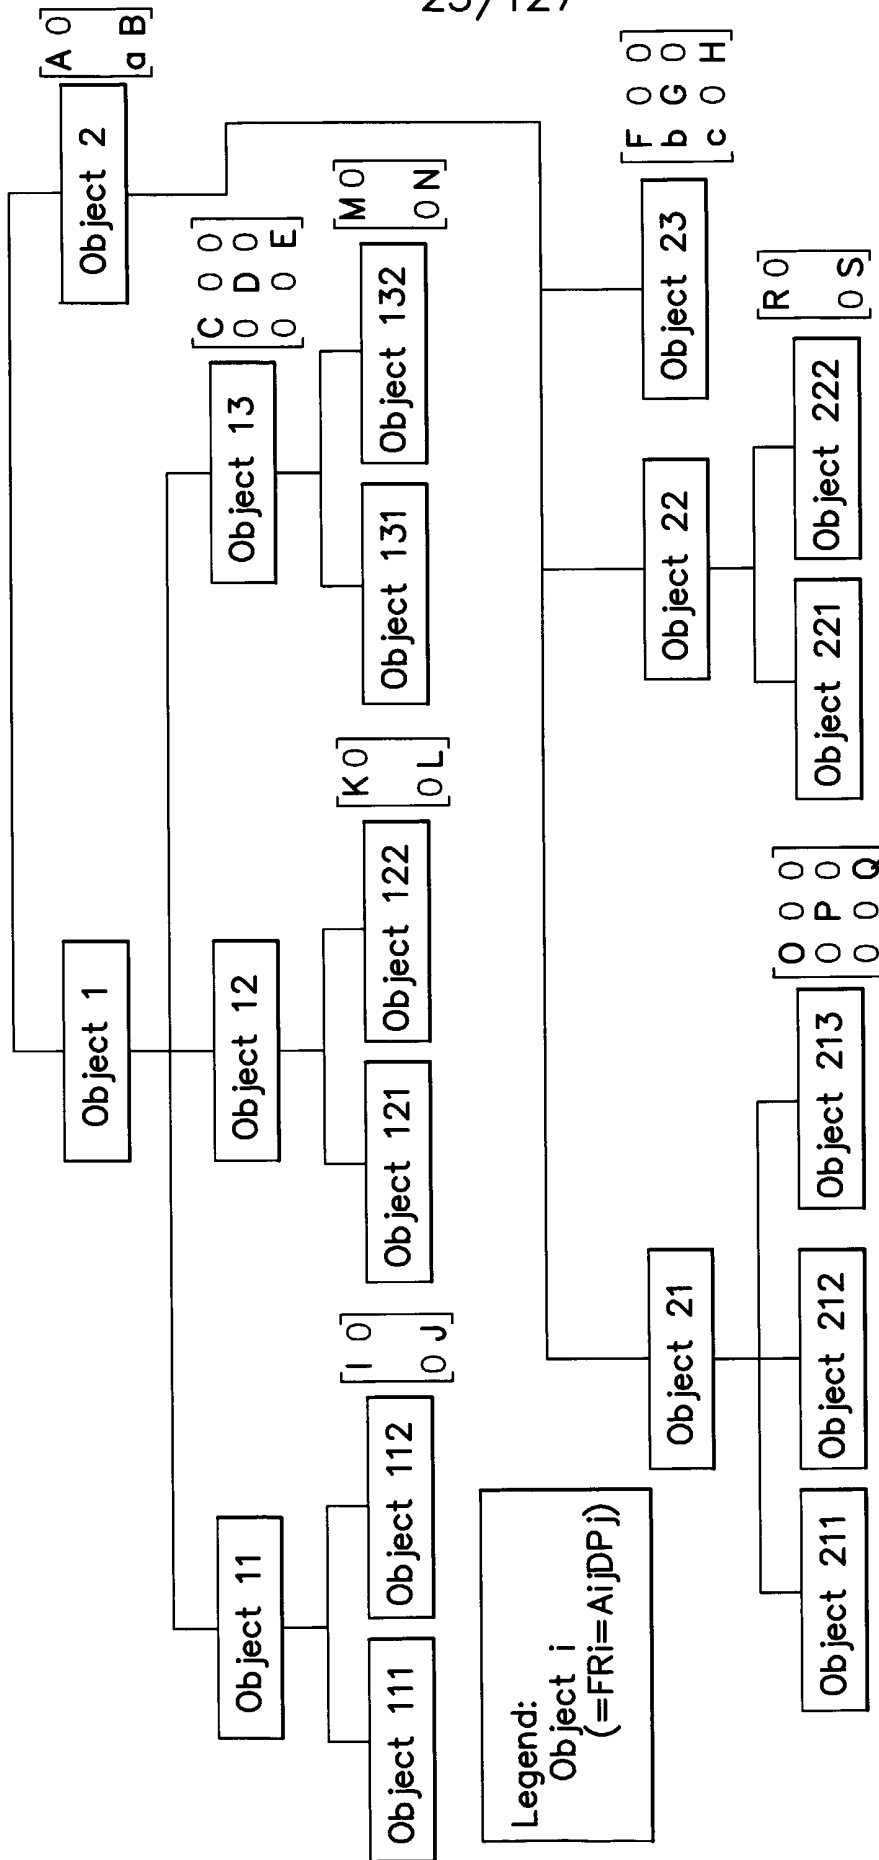 Object 1
Object 2
A 0
a B
Object 11
Object 12
Object 13
C 0 0
0 D 0
0 0 E
Object 111
Object 112
I 0
0 J
Object 121
Object 122
K 0
0 L
Object 131
Object 132
M 0
0 N
Legend:
Object i
(=FRi=AijDPj)
Object 21
Object 22
Object 23
F 0 0
b G 0
c 0 H
Object 211
Object 212
Object 213
O 0 0
0 P 0
0 0 Q
Object 221
Object 222
R 0
0 S